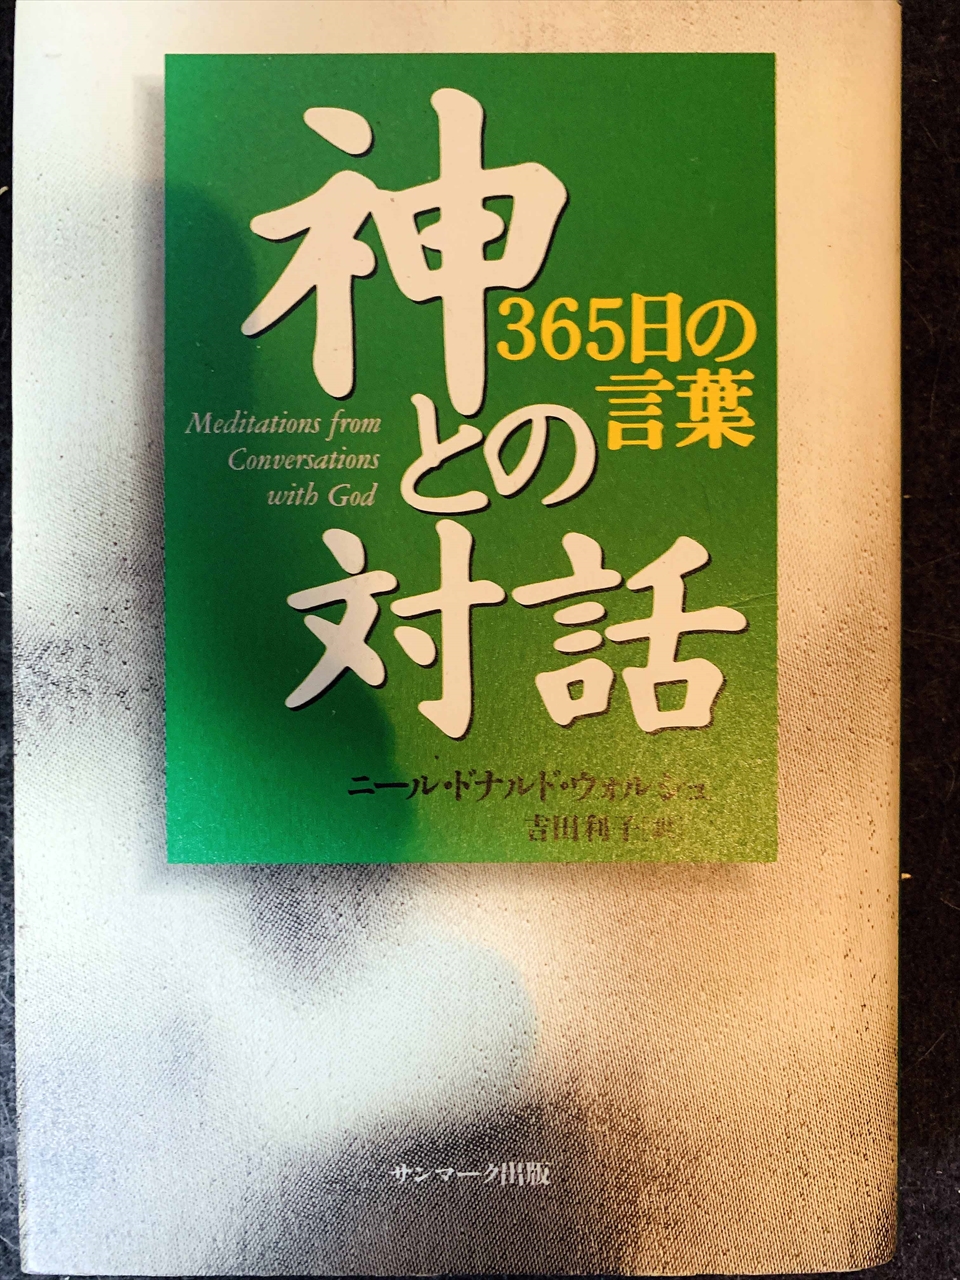 神
との
対話
365日の
言葉
Meditations from
Conversations
with God
ニール・ドナルド・ウォルシュ
吉田利子 訳
サンマーク出版